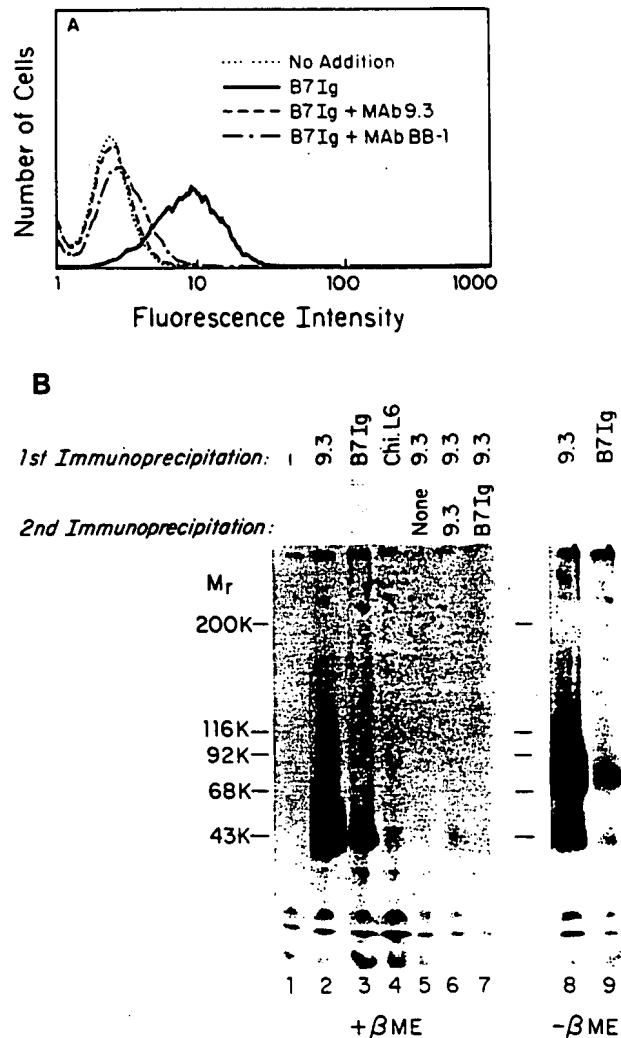 A
No Addition
B7Ig
B7Ig + MAb 9.3
B7Ig + MAb BB-1
Number of Cells
1 10 100 1000
Fluorescence Intensity
B
1st Immunoprecipitation: – 9.3 B7Ig Chi. L6 9.3 9.3 9.3 9.3 B7Ig
2nd Immunoprecipitation: None 9.3 B7Ig
Mr
200K
116K
92K
68K
43K
1 2 3 4 5 6 7 8 9
+βME -βME